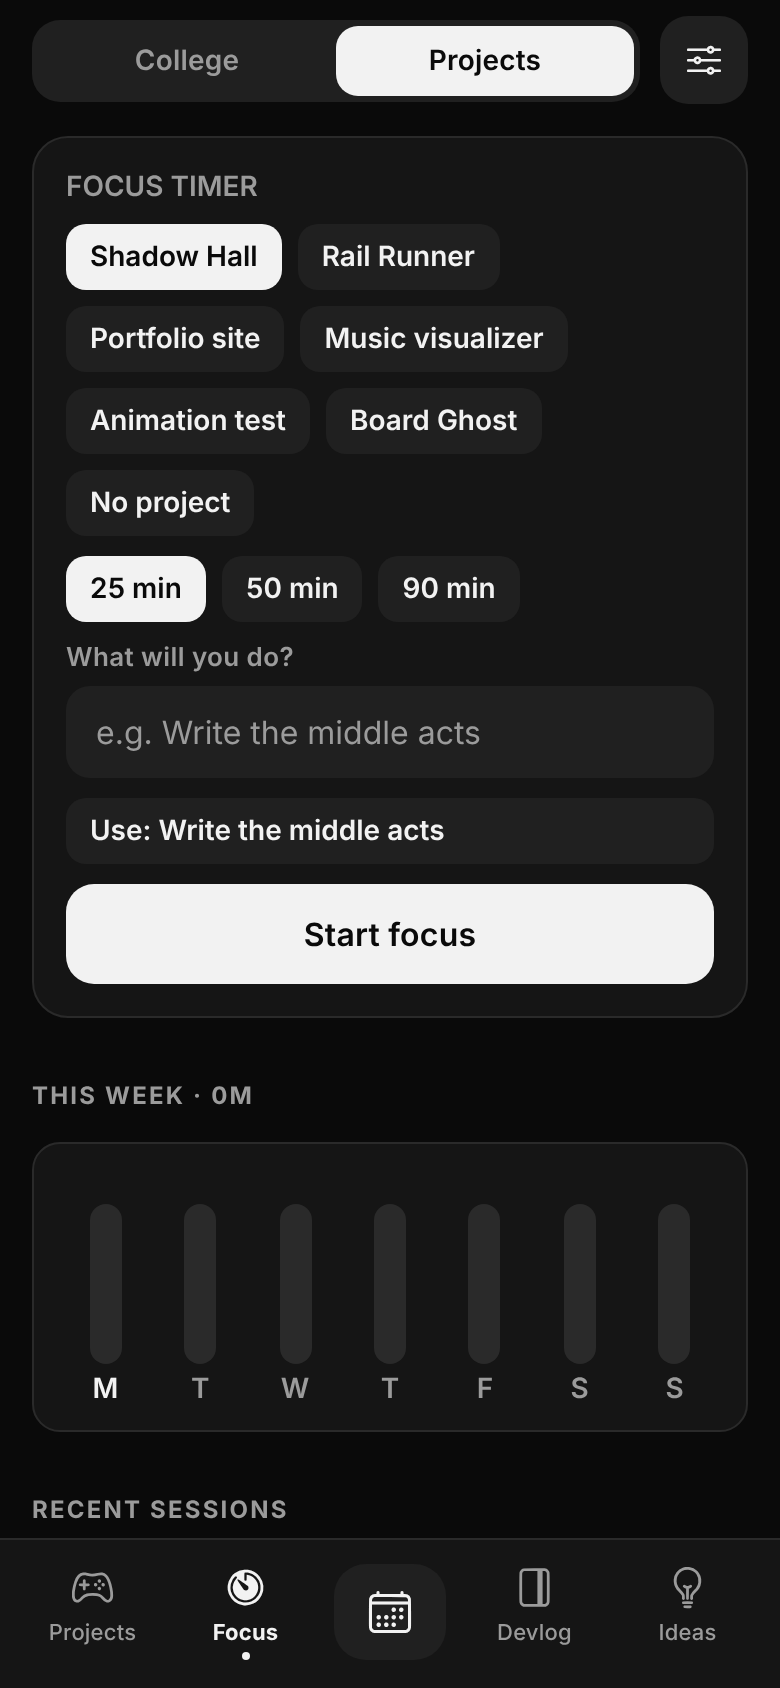 College Projects
FOCUS TIMER
Shadow Hall Rail Runner
Portfolio site Music visualizer
Animation test Board Ghost
No project
25 min 50 min 90 min
What will you do?
e.g. Write the middle acts
Use: Write the middle acts
Start focus
THIS WEEK · 0M
M T W T F S S
RECENT SESSIONS
Projects Focus Devlog Ideas